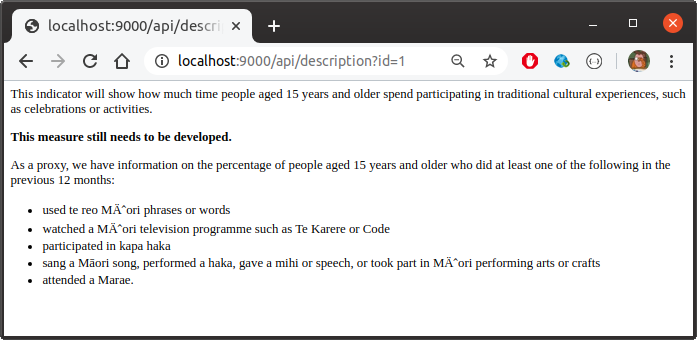 localhost:9000/api/descri
localhost:9000/api/description?id=1
This indicator will show how much time people aged 15 years and older spend participating in traditional cultural experiences, such
as celebrations or activities.
This measure still needs to be developed.
As a proxy, we have information on the percentage of people aged 15 years and older who did at least one of the following in the
previous 12 months:
• used te reo MÄˆori phrases or words
• watched a MÄˆori television programme such as Te Karere or Code
• participated in kapa haka
• sang a Māori song, performed a haka, gave a mihi or speech, or took part in MÄˆori performing arts or crafts
• attended a Marae.